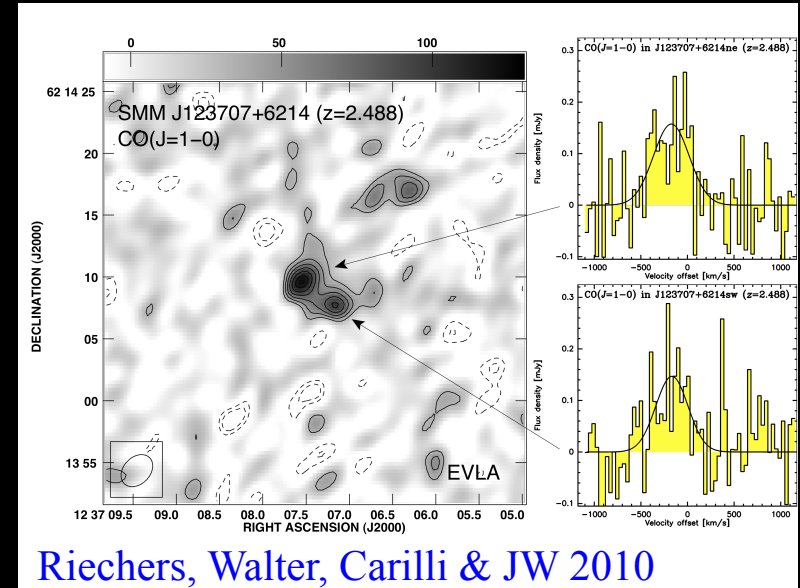 0 50 100
SMM J123707+6214 (z=2.488)
CO(J=1−0)
EVLA
DECLINATION (J2000)
62 14 25
20
15
10
05
00
13 55
12 37 09.5 09.0 08.5 08.0 07.5 07.0 06.5 06.0 05.5 05.0
RIGHT ASCENSION (J2000)
CO(J=1−0) in J123707+6214ne (z=2.488)
Flux density [mJy]
0.3
0.2
0.1
0
−0.1
−1000 −500 0 500 1000
Velocity offset [km/s]
CO(J=1−0) in J123707+6214sw (z=2.488)
Flux density [mJy]
0.3
0.2
0.1
0
−0.1
−1000 −500 0 500 1000
Velocity offset [km/s]
Riechers, Walter, Carilli & JW 2010